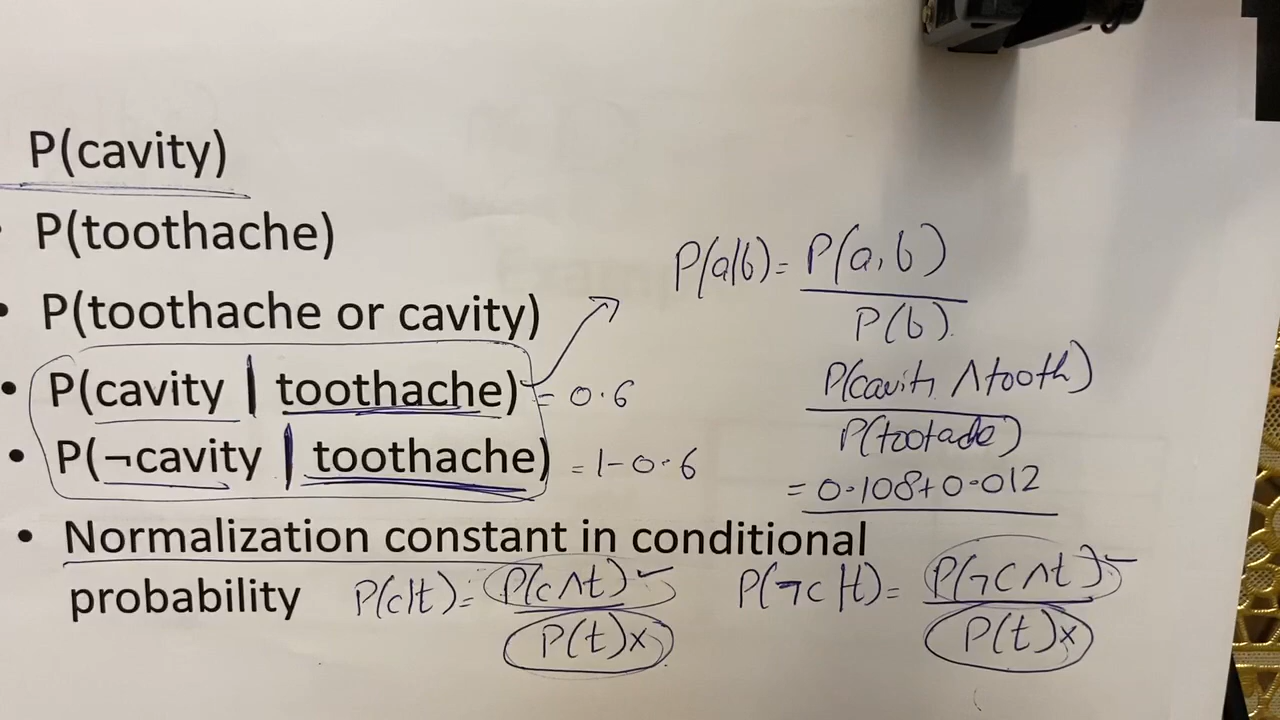 P(cavity)
• P(toothache)
• P(toothache or cavity)
• P(cavity | toothache) = 0.6
• P(¬cavity | toothache) = 1-0.6
• Normalization constant in conditional
probability
P(a|b) = P(a,b)
P(b).
P(cavity ∧ tooth)
P(tootade)
= 0.108+0.012
P(c|t) = P(c∧t) ✓
P(t) x
P(¬c|t) = P(¬c∧t) ✓
P(t) x